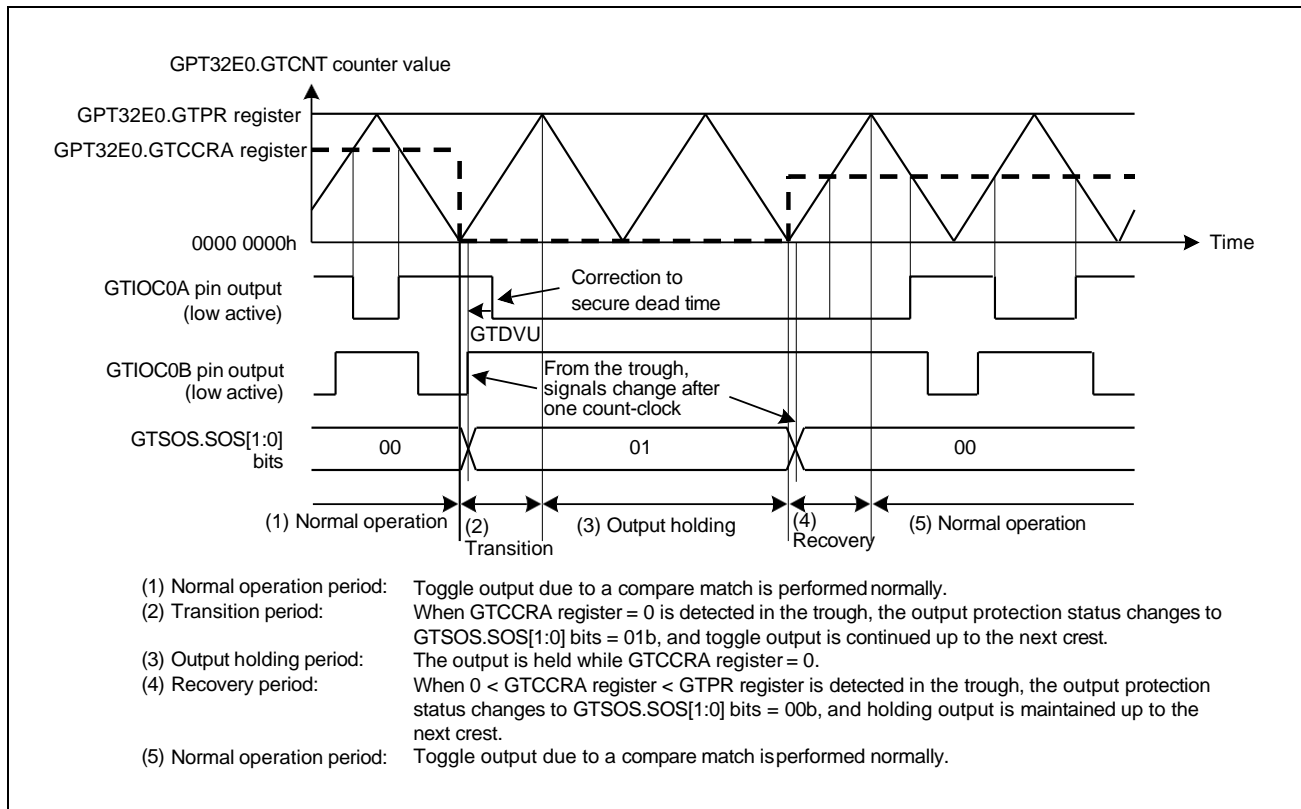 GPT32E0.GTCNT counter value
GPT32E0.GTPR register
GPT32E0.GTCCRA register
0000 0000h
Time
GTIOC0A pin output
(low active)
Correction to
secure dead time
GTDVU
GTIOC0B pin output
(low active)
From the trough,
signals change after
one count-clock
GTSOS.SOS[1:0]
bits
00
01
00
(1) Normal operation
(2)
Transition
(3) Output holding
(4)
Recovery
(5) Normal operation
(1) Normal operation period: Toggle output due to a compare match is performed normally.
(2) Transition period: When GTCCRA register = 0 is detected in the trough, the output protection status changes to
GTSOS.SOS[1:0] bits = 01b, and toggle output is continued up to the next crest.
(3) Output holding period: The output is held while GTCCRA register = 0.
(4) Recovery period: When 0 < GTCCRA register < GTPR register is detected in the trough, the output protection
status changes to GTSOS.SOS[1:0] bits = 00b, and holding output is maintained up to the
next crest.
(5) Normal operation period: Toggle output due to a compare match is performed normally.